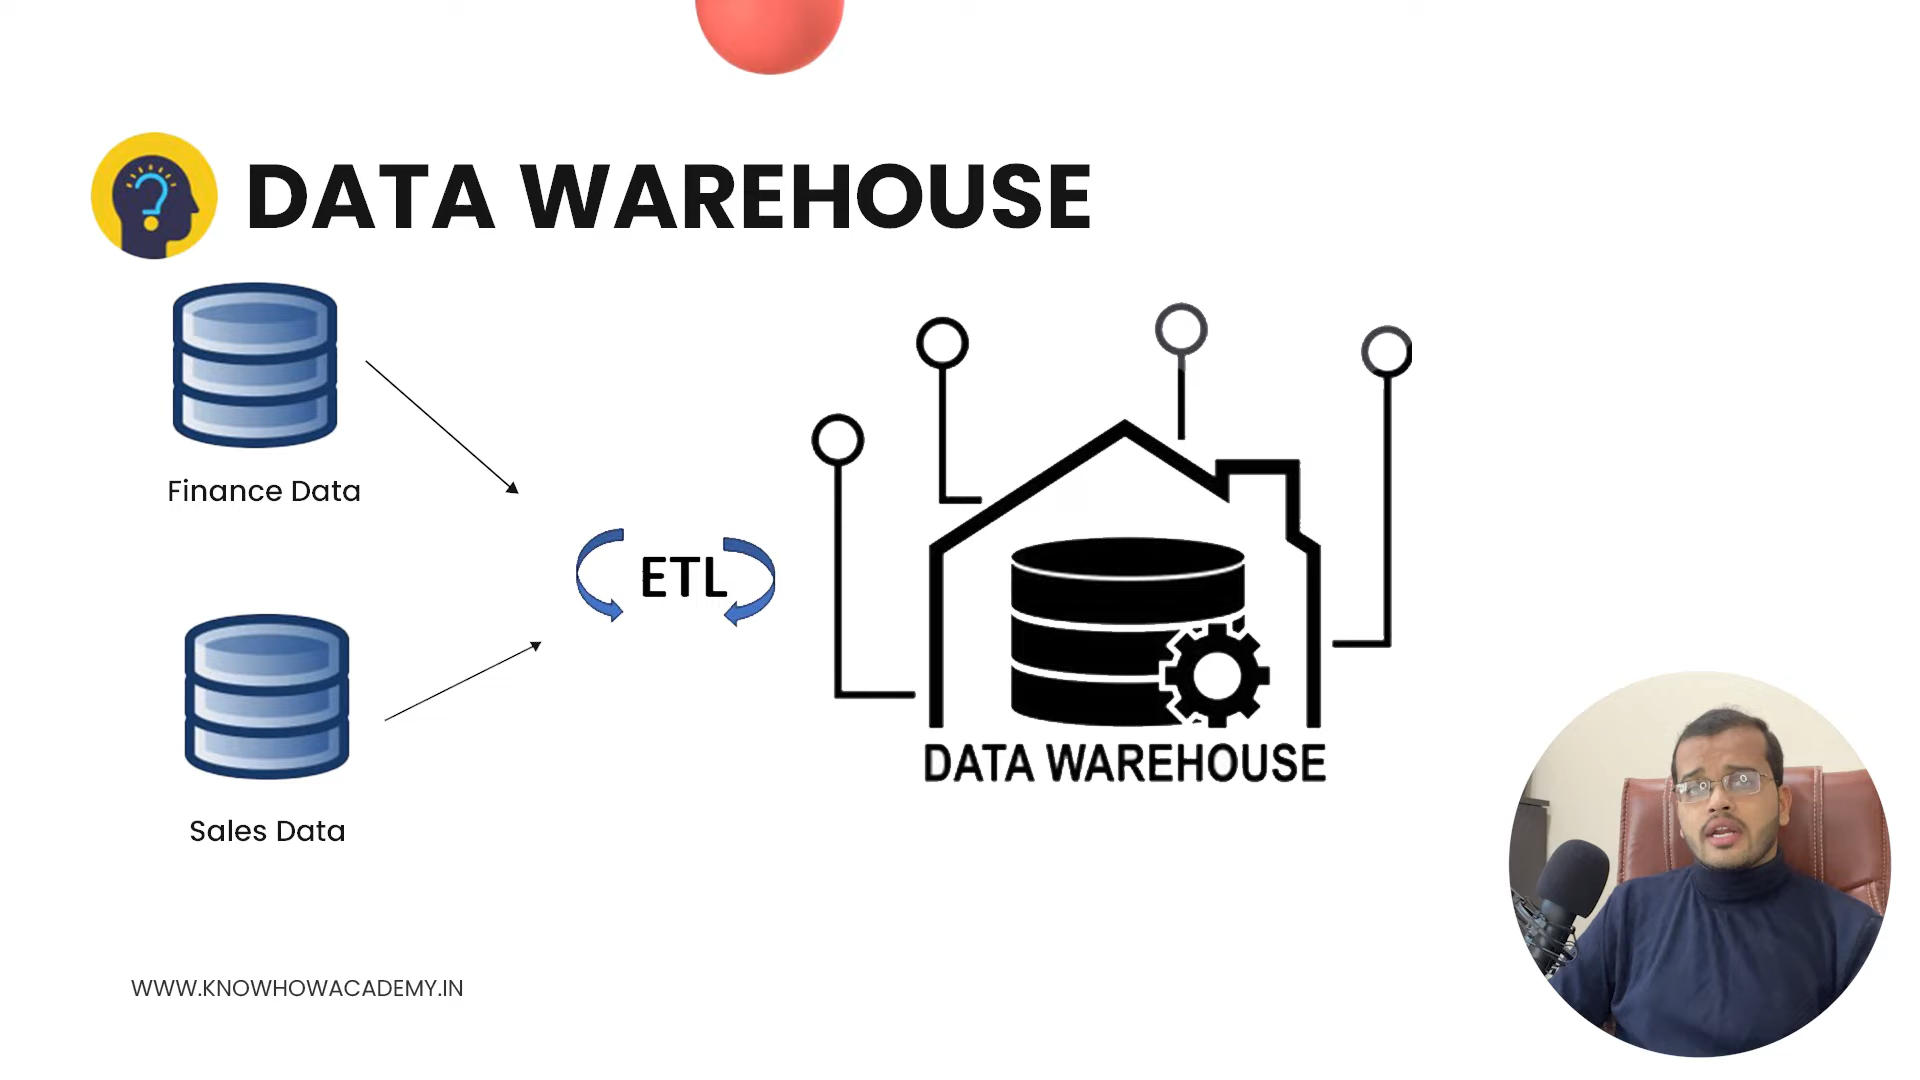 DATA WAREHOUSE
Finance Data
ETL
DATA WAREHOUSE
Sales Data
WWW.KNOWHOWACADEMY.IN